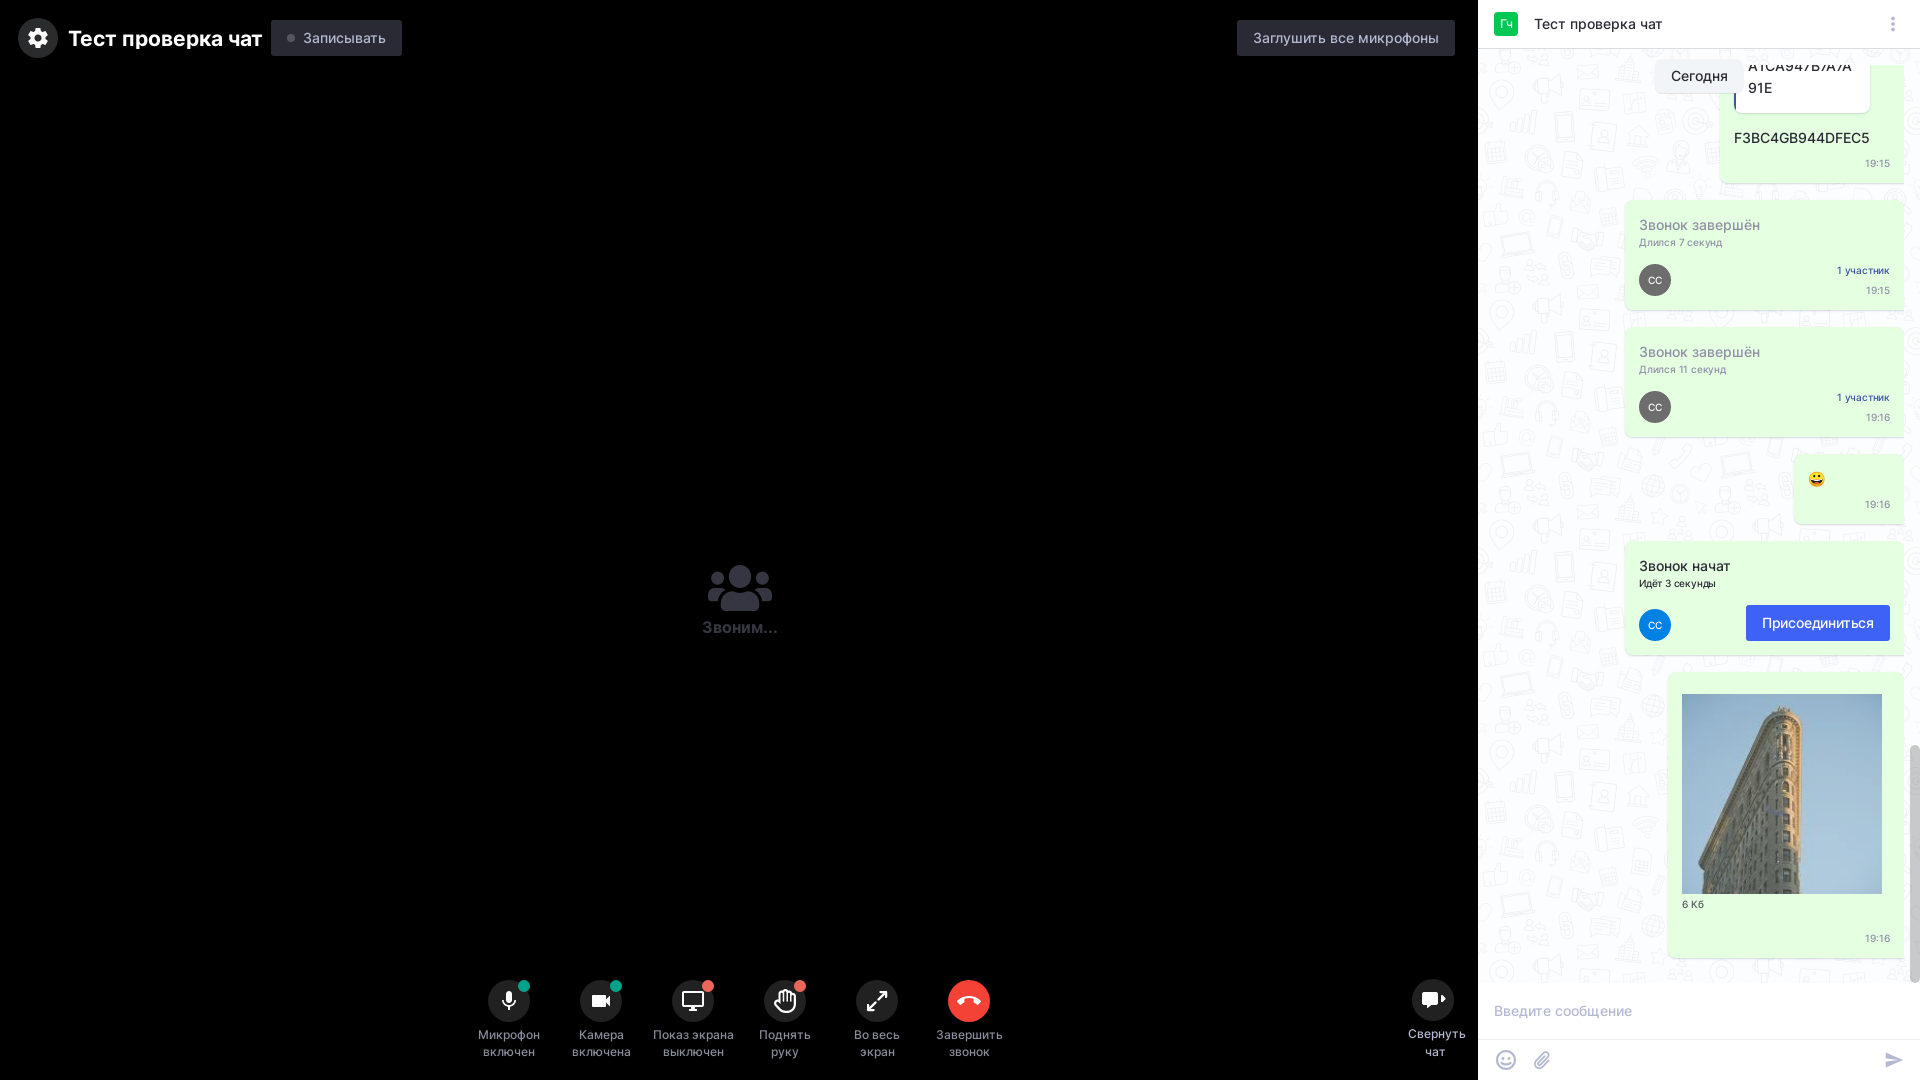 Тест проверка чат
Записывать
Заглушить все микрофоны
Звоним...
Микрофон
включен
Камера
включена
Показ экрана
выключен
Поднять
руку
Во весь
экран
Завершить
звонок
Свернуть
чат
Гч
Тест проверка чат
Сегодня
A1CA947B7A7A
91E
F3BC4GB944DFEC5
19:15
Звонок завершён
Длился 7 секунд
СС
1 участник
19:15
Звонок завершён
Длился 11 секунд
СС
1 участник
19:16
😀
19:16
Звонок начат
Идёт 3 секунды
СС
Присоединиться
6 Кб
19:16
Введите сообщение